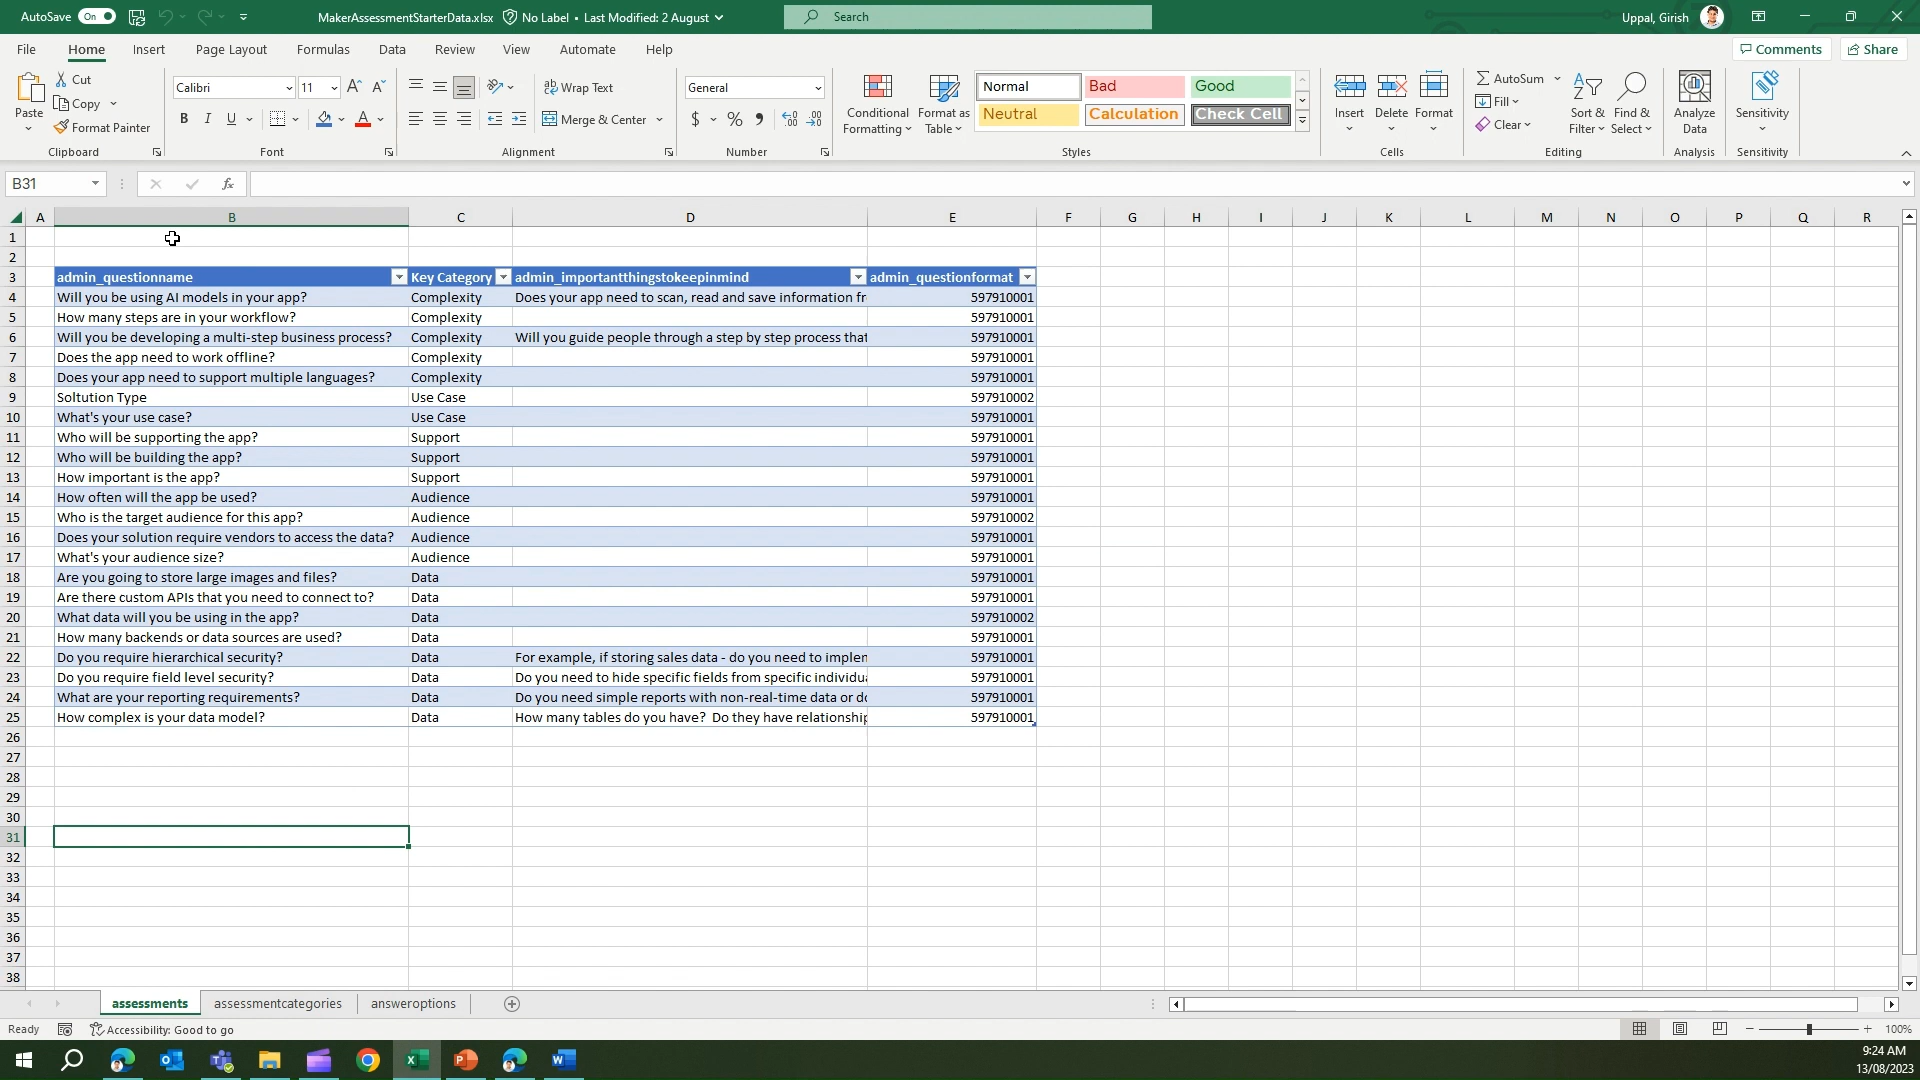 AutoSave On MakerAssessmentStarterData.xlsx No Label • Last Modified: 2 August Search Uppal, Girish
File Home Insert Page Layout Formulas Data Review View Automate Help Comments Share
Paste Cut Copy Format Painter
Calibri 11
B I U
Wrap Text
Merge & Center
General
$ % 9
Conditional Formatting
Format as Table
Normal Bad Good
Neutral Calculation Check Cell
Insert Delete Format
AutoSum
Fill
Clear
Sort & Filter
Find & Select
Analyze Data
Sensitivity
Clipboard Font Alignment Number Styles Cells Editing Analysis Sensitivity
B31 fx
A B C D E F G H I J K L M N O P Q R
1
2
3 admin_questionname Key Category admin_importantthingstokeepinmind admin_questionformat
4 Will you be using AI models in your app? Complexity Does your app need to scan, read and save information fr 597910001
5 How many steps are in your workflow? Complexity 597910001
6 Will you be developing a multi-step business process? Complexity Will you guide people through a step by step process that 597910001
7 Does the app need to work offline? Complexity 597910001
8 Does your app need to support multiple languages? Complexity 597910001
9 Soltution Type Use Case 597910002
10 What's your use case? Use Case 597910001
11 Who will be supporting the app? Support 597910001
12 Who will be building the app? Support 597910001
13 How important is the app? Support 597910001
14 How often will the app be used? Audience 597910001
15 Who is the target audience for this app? Audience 597910002
16 Does your solution require vendors to access the data? Audience 597910001
17 What's your audience size? Audience 597910001
18 Are you going to store large images and files? Data 597910001
19 Are there custom APIs that you need to connect to? Data 597910001
20 What data will you be using in the app? Data 597910002
21 How many backends or data sources are used? Data 597910001
22 Do you require hierarchical security? Data For example, if storing sales data - do you need to implen 597910001
23 Do you require field level security? Data Do you need to hide specific fields from specific individua 597910001
24 What are your reporting requirements? Data Do you need simple reports with non-real-time data or do 597910001
25 How complex is your data model? Data How many tables do you have? Do they have relationship 597910001
26
27
28
29
30
31
32
33
34
35
36
37
38
assessments assessmentcategories answeroptions
Ready Accessibility: Good to go 100%
9:24 AM
13/08/2023